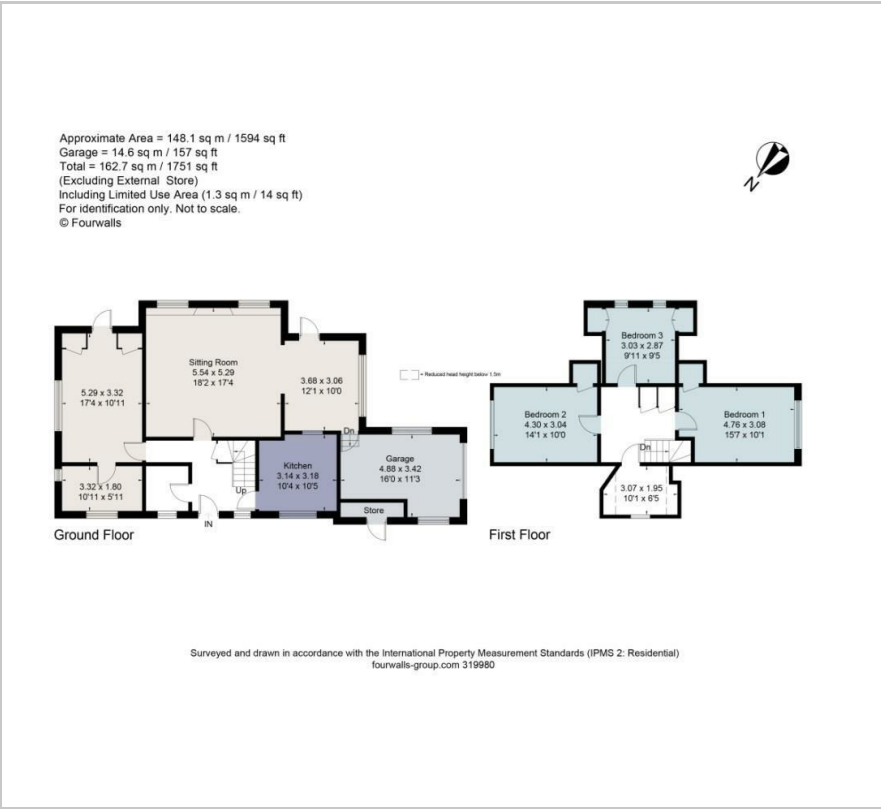 Approximate Area = 148.1 sq m / 1594 sq ft
Garage = 14.6 sq m / 157 sq ft
Total = 162.7 sq m / 1751 sq ft
(Excluding External Store)
Including Limited Use Area (1.3 sq m / 14 sq ft)
For identification only. Not to scale.
© Fourwalls
N
Sitting Room
5.54 x 5.29
18'2 x 17'4
5.29 x 3.32
17'4 x 10'11
3.68 x 3.06
12'1 x 10'0
= Reduced head height below 1.5m
Dn
Garage
4.88 x 3.42
16'0 x 11'3
Kitchen
3.14 x 3.18
10'4 x 10'5
3.32 x 1.80
10'11 x 5'11
Up
Store
IN
Ground Floor
Bedroom 3
3.03 x 2.87
9'11 x 9'5
Bedroom 2
4.30 x 3.04
14'1 x 10'0
Bedroom 1
4.76 x 3.08
15'7 x 10'1
Dn
3.07 x 1.95
10'1 x 6'5
First Floor
Surveyed and drawn in accordance with the International Property Measurement Standards (IPMS 2: Residential)
fourwalls-group.com 319980